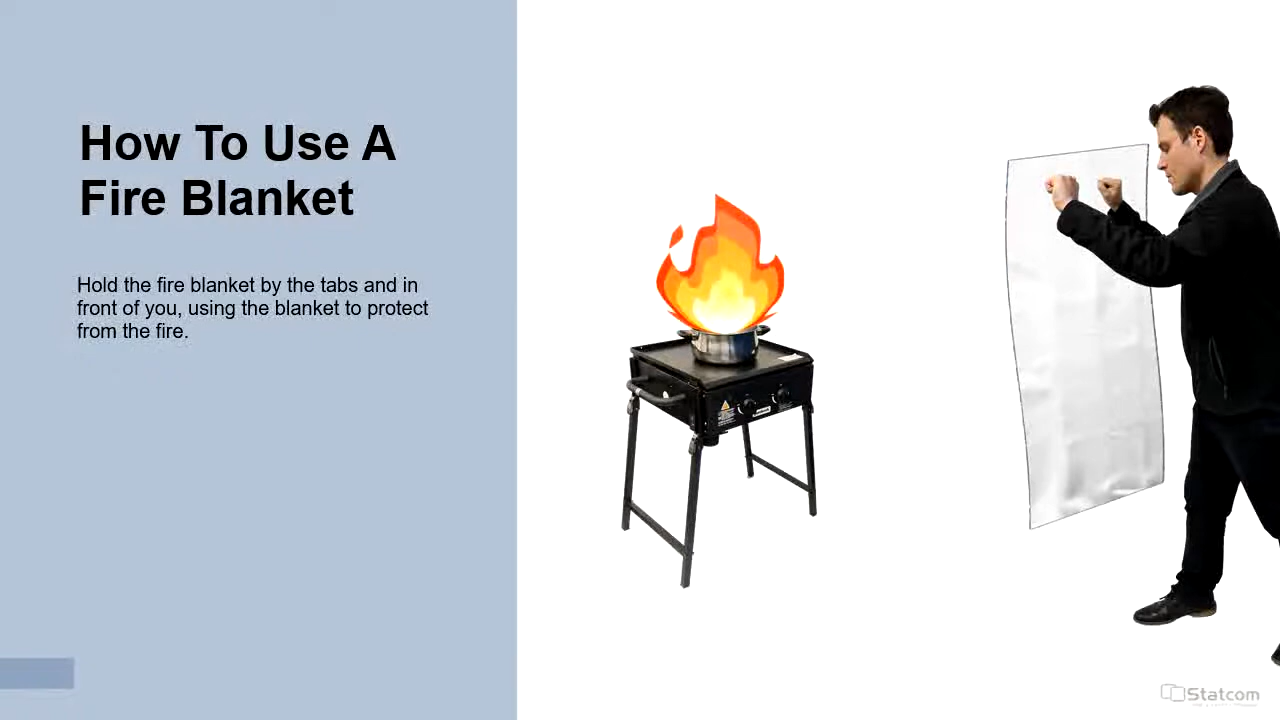 How To Use A
Fire Blanket
Hold the fire blanket by the tabs and in
front of you, using the blanket to protect
from the fire.
Statcom